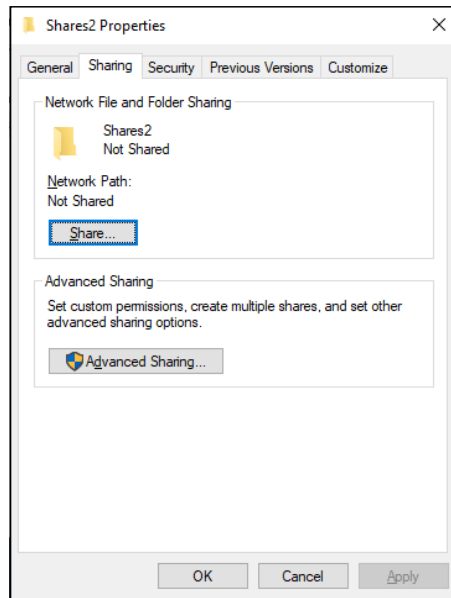 Shares2 Properties
General Sharing Security Previous Versions Customize
Network File and Folder Sharing
Shares2
Not Shared
Network Path:
Not Shared
Share...
Advanced Sharing
Set custom permissions, create multiple shares, and set other
advanced sharing options.
Advanced Sharing...
OK Cancel Apply